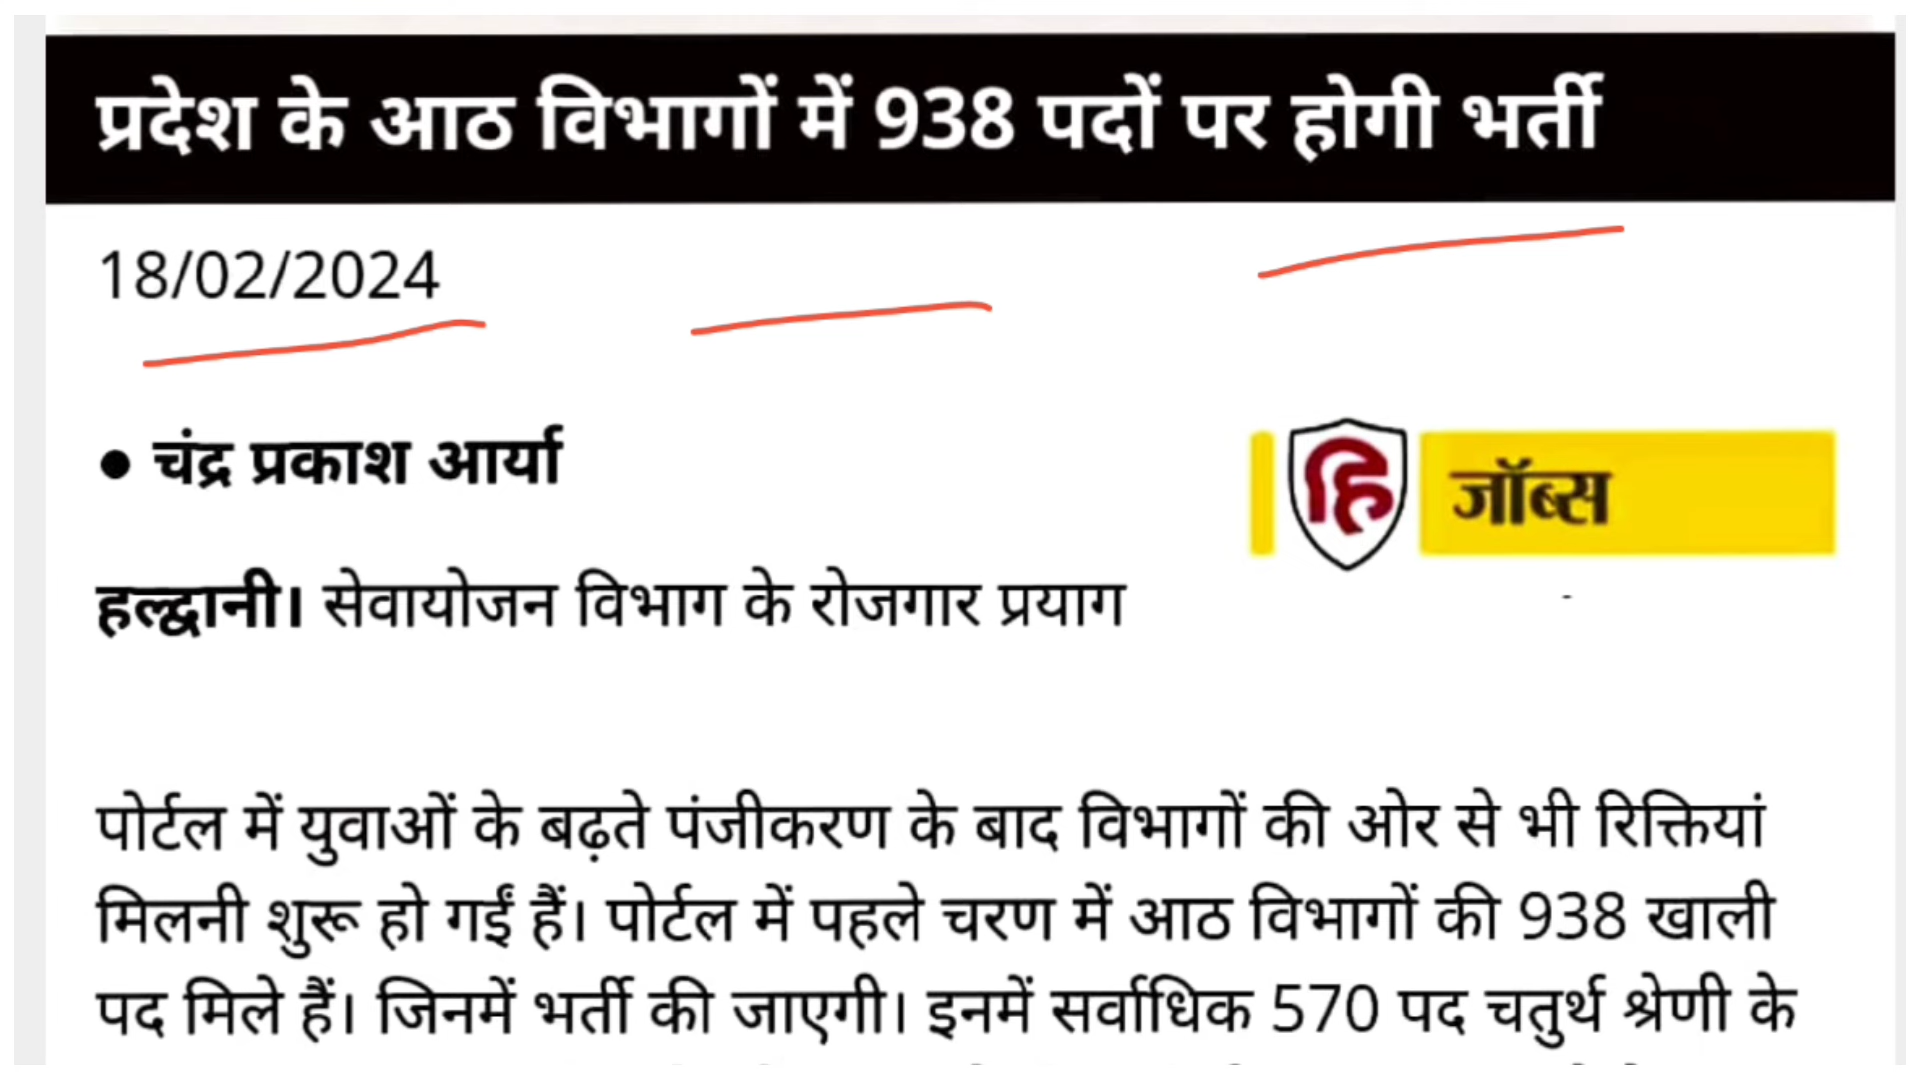 प्रदेश के आठ विभागों में 938 पदों पर होगी भर्ती
18/02/2024
• चंद्र प्रकाश आर्या
हि जॉब्स
हल्द्वानी। सेवायोजन विभाग के रोजगार प्रयाग
पोर्टल में युवाओं के बढ़ते पंजीकरण के बाद विभागों की ओर से भी रिक्तियां
मिलनी शुरू हो गईं हैं। पोर्टल में पहले चरण में आठ विभागों की 938 खाली
पद मिले हैं। जिनमें भर्ती की जाएगी। इनमें सर्वाधिक 570 पद चतुर्थ श्रेणी के